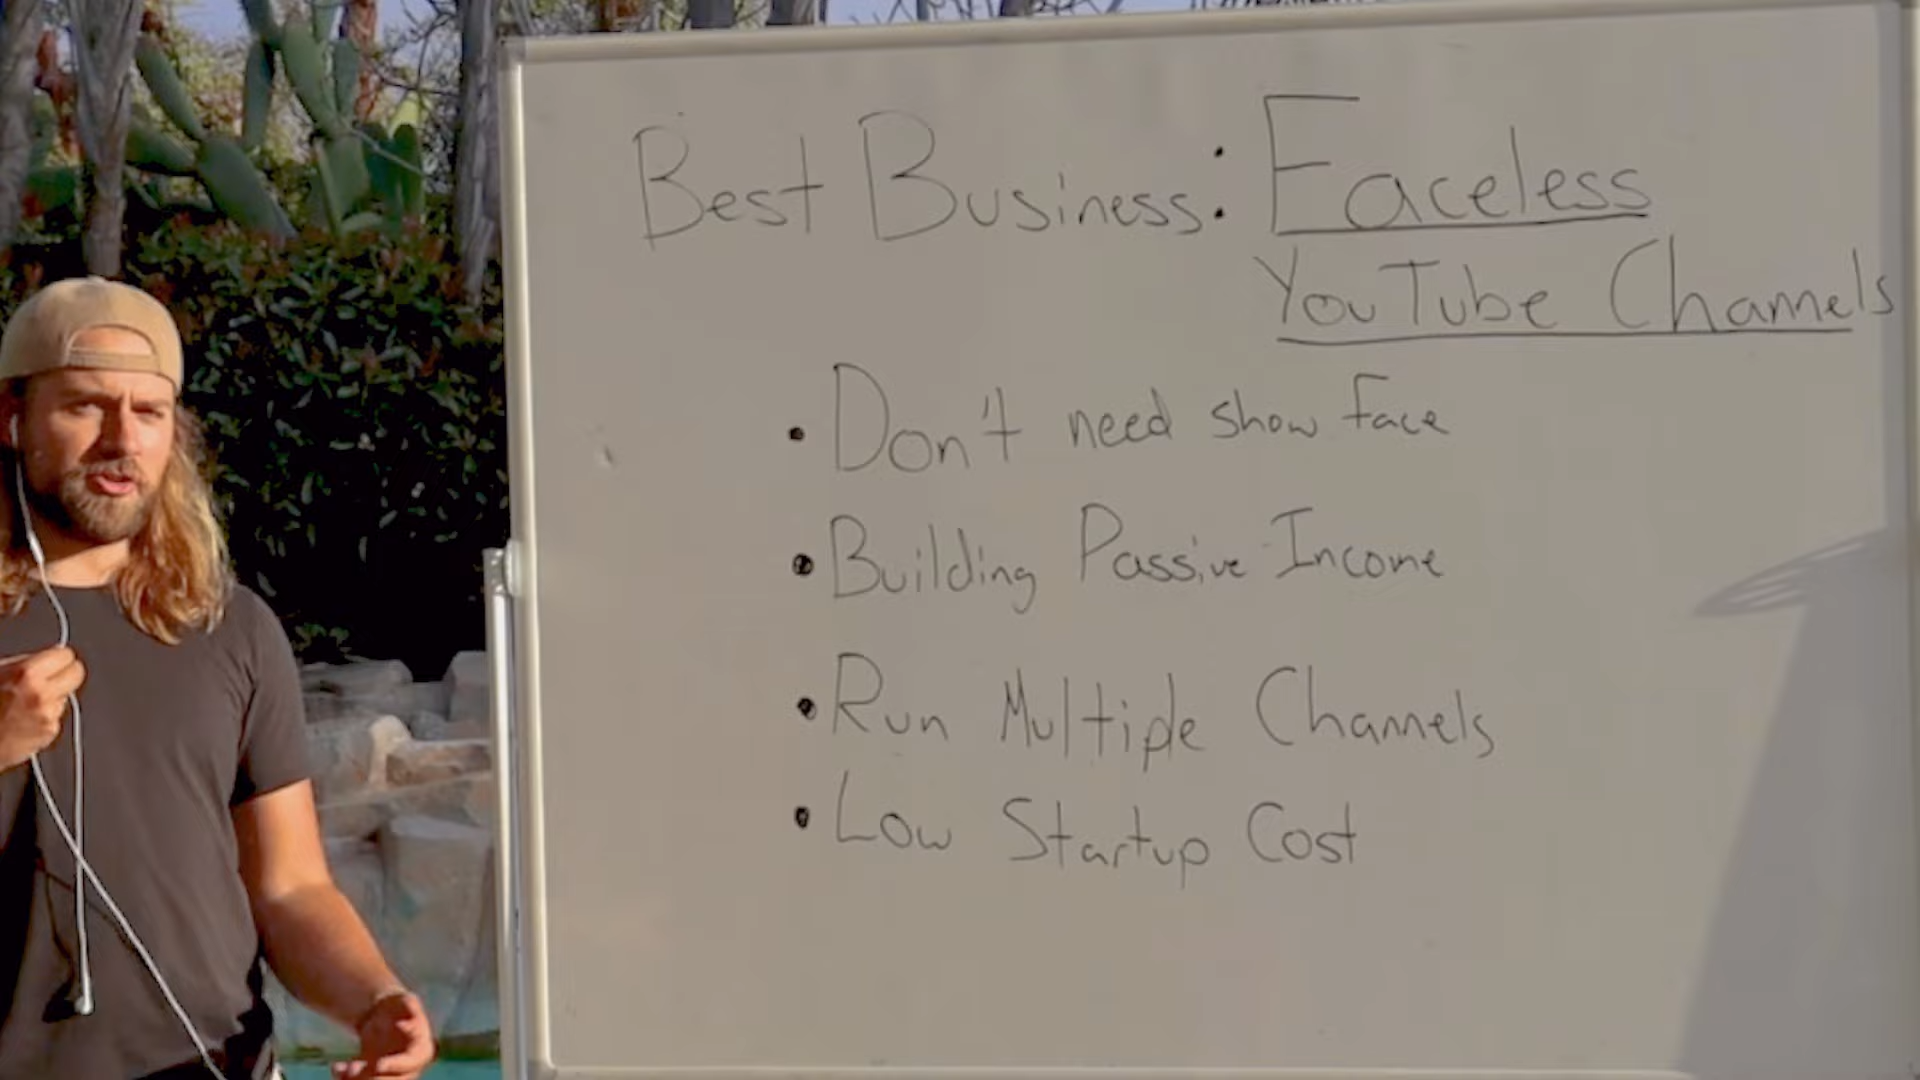 Best Business: Faceless
YouTube Channels
• Don't need show face
• Building Passive Income
• Run Multiple Channels
• Low Startup Cost